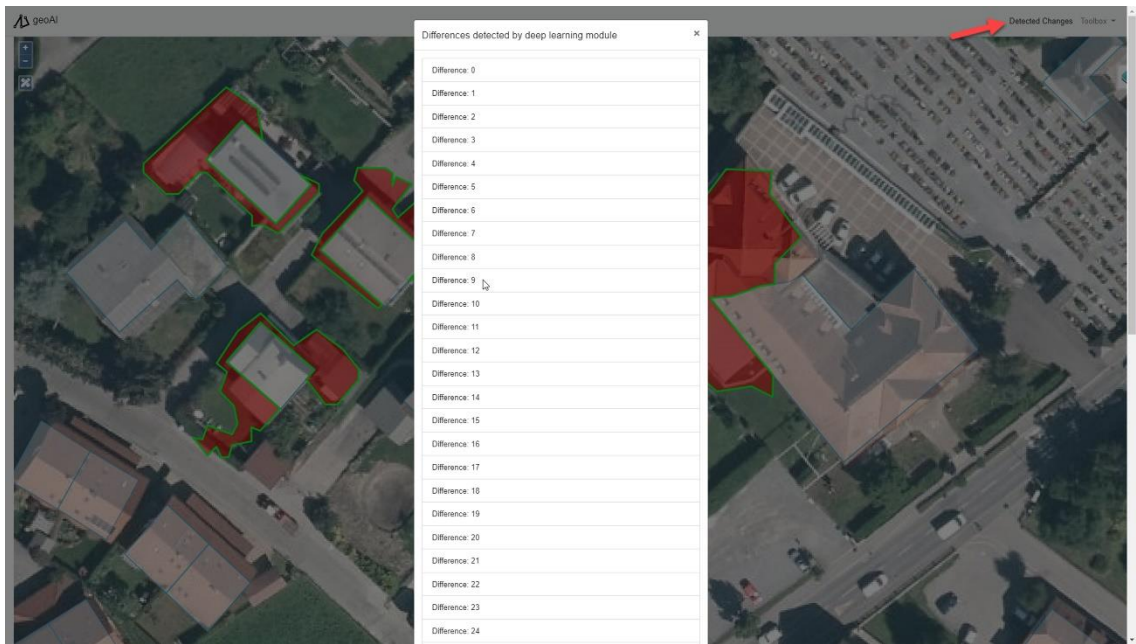 geoAI
Detected Changes Toolbox
Differences detected by deep learning module ×
Difference: 0
Difference: 1
Difference: 2
Difference: 3
Difference: 4
Difference: 5
Difference: 6
Difference: 7
Difference: 8
Difference: 9
Difference: 10
Difference: 11
Difference: 12
Difference: 13
Difference: 14
Difference: 15
Difference: 16
Difference: 17
Difference: 18
Difference: 19
Difference: 20
Difference: 21
Difference: 22
Difference: 23
Difference: 24